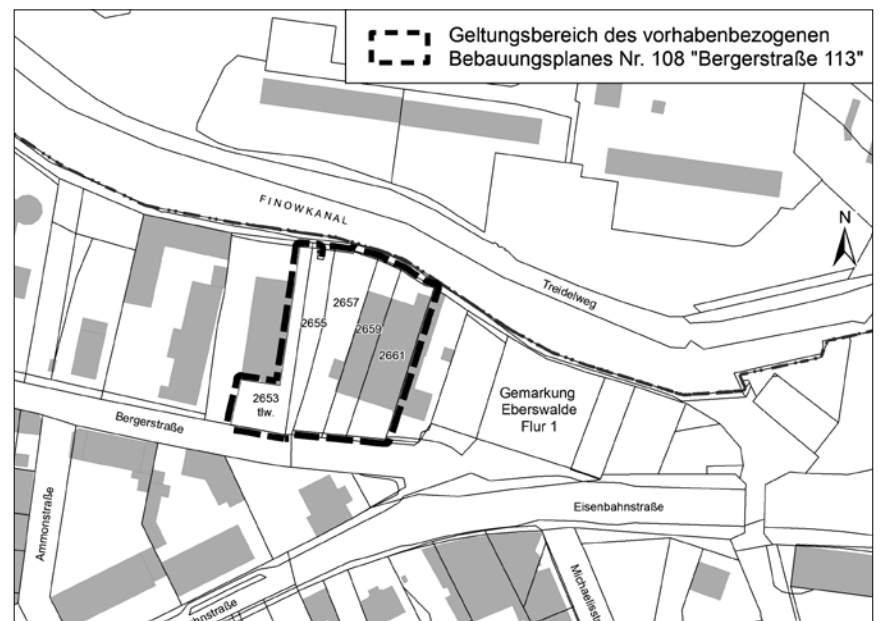 Geltungsbereich des vorhabenbezogenen
Bebauungsplanes Nr. 108 "Bergerstraße 113"
FINOWKANAL
N
Treidelweg
2657
2655
2659
2661
2653
tlw.
Gemarkung
Eberswalde
Flur 1
Bergerstraße
Eisenbahnstraße
Ammonstraße